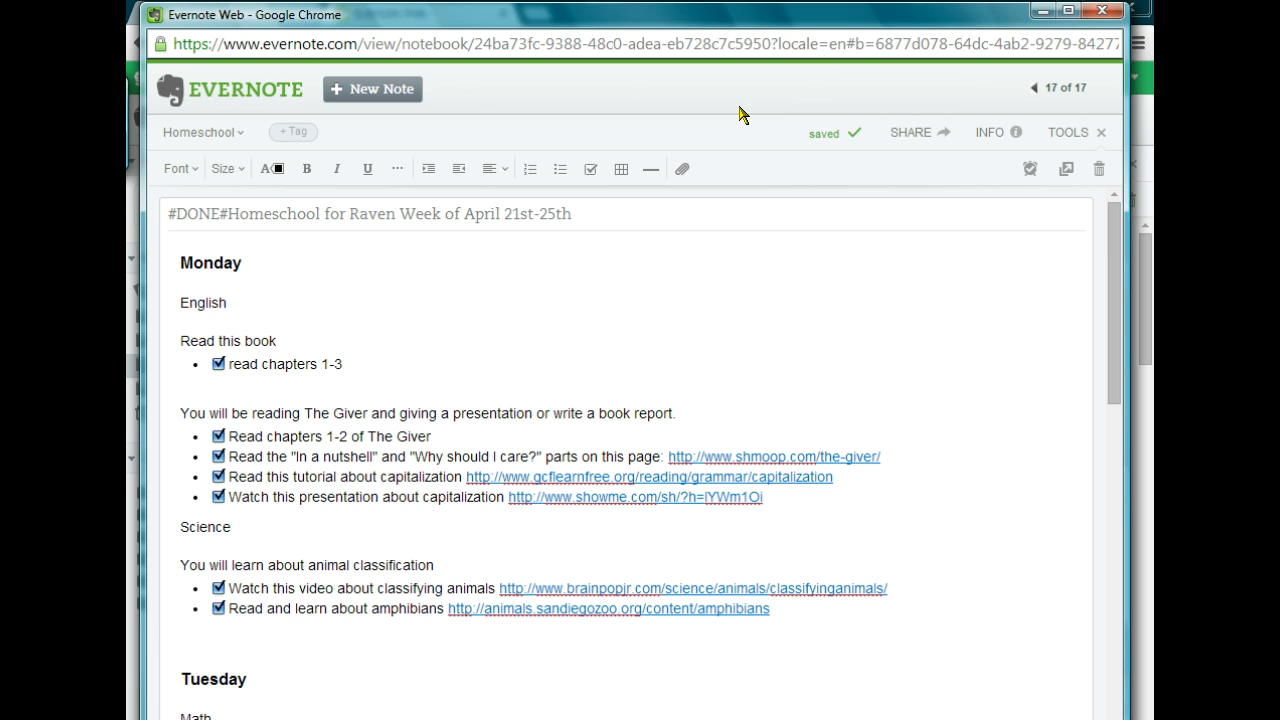 Evernote Web - Google Chrome
https://www.evernote.com/view/notebook/24ba73fc-9388-48c0-adea-eb728c7c5950?locale=en#b=6877d078-64dc-4ab2-9279-84277
EVERNOTE
+ New Note
17 of 17
Homeschool
+ Tag
saved
SHARE
INFO
TOOLS
Font
Size
A
B
I
U
#DONE#Homeschool for Raven Week of April 21st-25th
Monday
English
Read this book
• read chapters 1-3
You will be reading The Giver and giving a presentation or write a book report.
• Read chapters 1-2 of The Giver
• Read the "In a nutshell" and "Why should I care?" parts on this page: http://www.shmoop.com/the-giver/
• Read this tutorial about capitalization http://www.gcflearnfree.org/reading/grammar/capitalization
• Watch this presentation about capitalization http://www.showme.com/sh/?h=lYWm1Oi
Science
You will learn about animal classification
• Watch this video about classifying animals http://www.brainpopjr.com/science/animals/classifyinganimals/
• Read and learn about amphibians http://animals.sandiegozoo.org/content/amphibians
Tuesday
Math